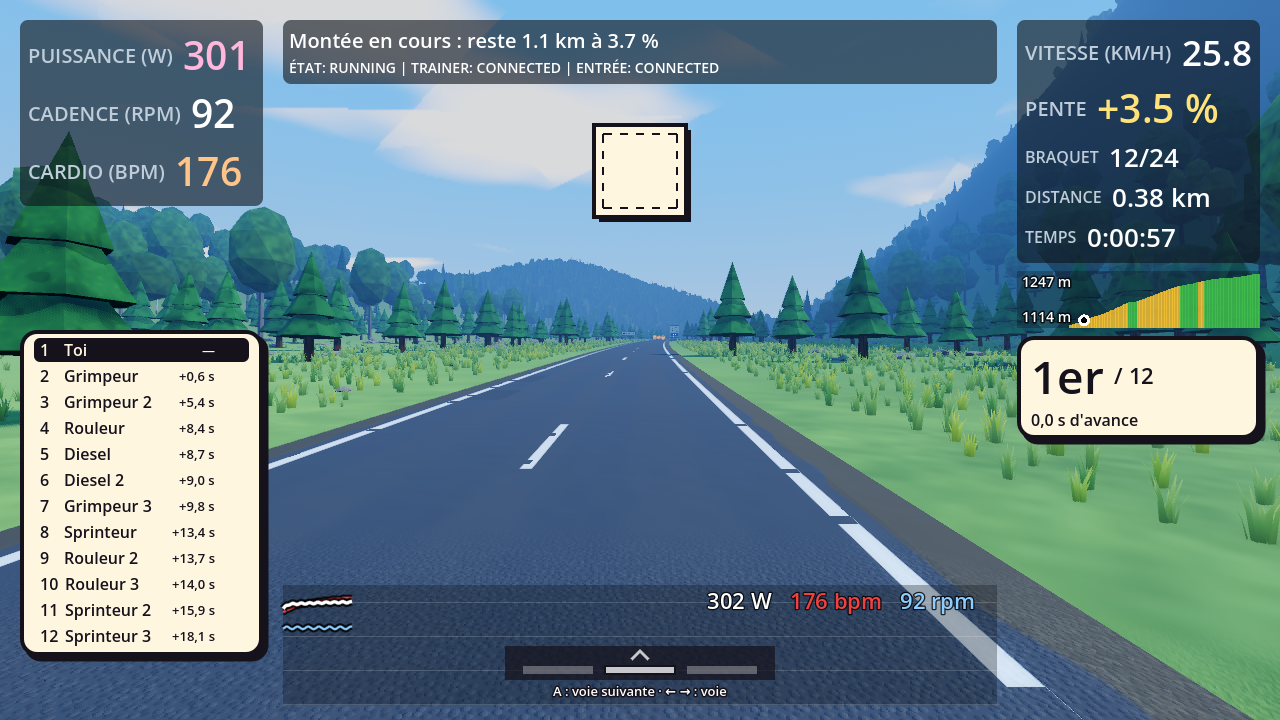 PUISSANCE (W) 301
CADENCE (RPM) 92
CARDIO (BPM) 176
Montée en cours : reste 1.1 km à 3.7 %
ÉTAT: RUNNING | TRAINER: CONNECTED | ENTRÉE: CONNECTED
VITESSE (KM/H) 25.8
PENTE +3.5 %
BRAQUET 12/24
DISTANCE 0.38 km
TEMPS 0:00:57
1247 m
1114 m
1er / 12
0,0 s d'avance
1 Toi —
2 Grimpeur +0,6 s
3 Grimpeur 2 +5,4 s
4 Rouleur +8,4 s
5 Diesel +8,7 s
6 Diesel 2 +9,0 s
7 Grimpeur 3 +9,8 s
8 Sprinteur +13,4 s
9 Rouleur 2 +13,7 s
10 Rouleur 3 +14,0 s
11 Sprinteur 2 +15,9 s
12 Sprinteur 3 +18,1 s
302 W 176 bpm 92 rpm
A : voie suivante · ← → : voie